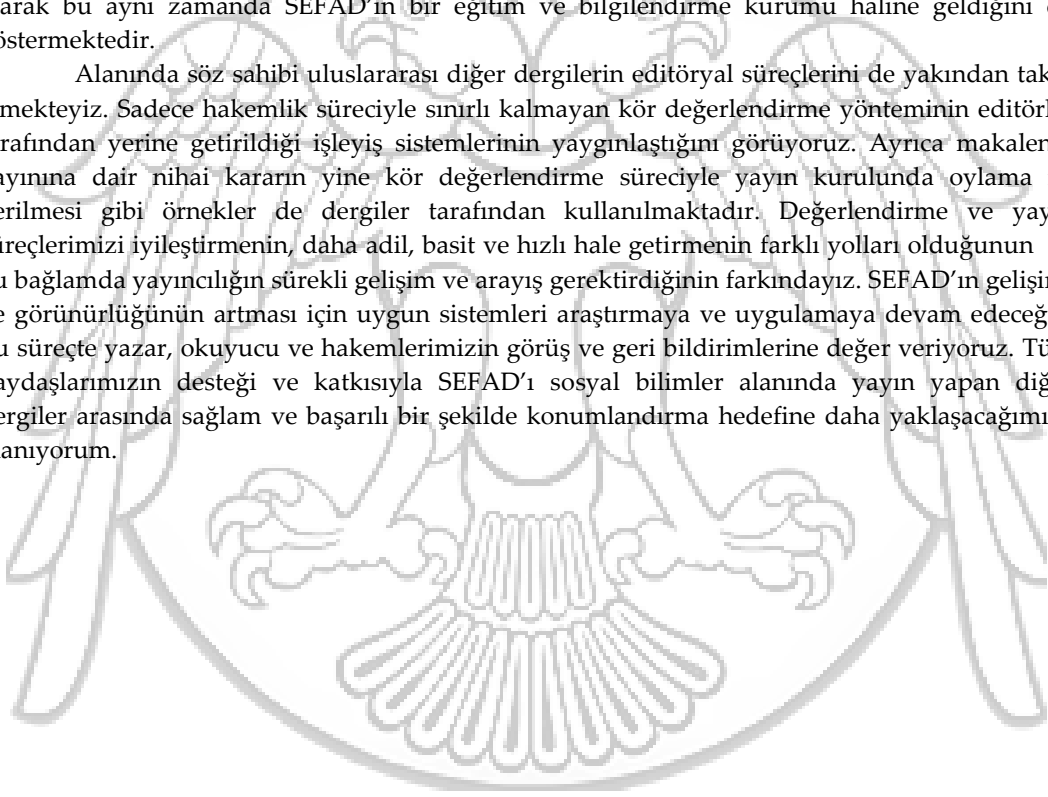 arak bu aynı zamanda SEFAD'ın bir eğitim ve bilgilendirme kurumu haline geldiğini
östermektedir.
Alanında söz sahibi uluslararası diğer dergilerin editöryal süreçlerini de yakından tak
mekteyiz. Sadece hakemlik süreciyle sınırlı kalmayan kör değerlendirme yönteminin editörl
arafından yerine getirildiği işleyiş sistemlerinin yaygınlaştığını görüyoruz. Ayrıca makalen
ayınına dair nihai kararın yine kör değerlendirme süreciyle yayın kurulunda oylama
erilmesi gibi örnekler de dergiler tarafından kullanılmaktadır. Değerlendirme ve yay
üreçlerimizi iyileştirmenin, daha adil, basit ve hızlı hale getirmenin farklı yolları olduğunun
u bağlamda yayıncılığın sürekli gelişim ve arayış gerektirdiğinin farkındayız. SEFAD'ın gelişi
e görünürlüğünün artması için uygun sistemleri araştırmaya ve uygulamaya devam edeceğ
u süreçte yazar, okuyucu ve hakemlerimizin görüş ve geri bildirimlerine değer veriyoruz. Tü
aydaşlarımızın desteği ve katkısıyla SEFAD'ı sosyal bilimler alanında yayın yapan diğ
ergiler arasında sağlam ve başarılı bir şekilde konumlandırma hedefine daha yaklaşacağımı
anıyorum.